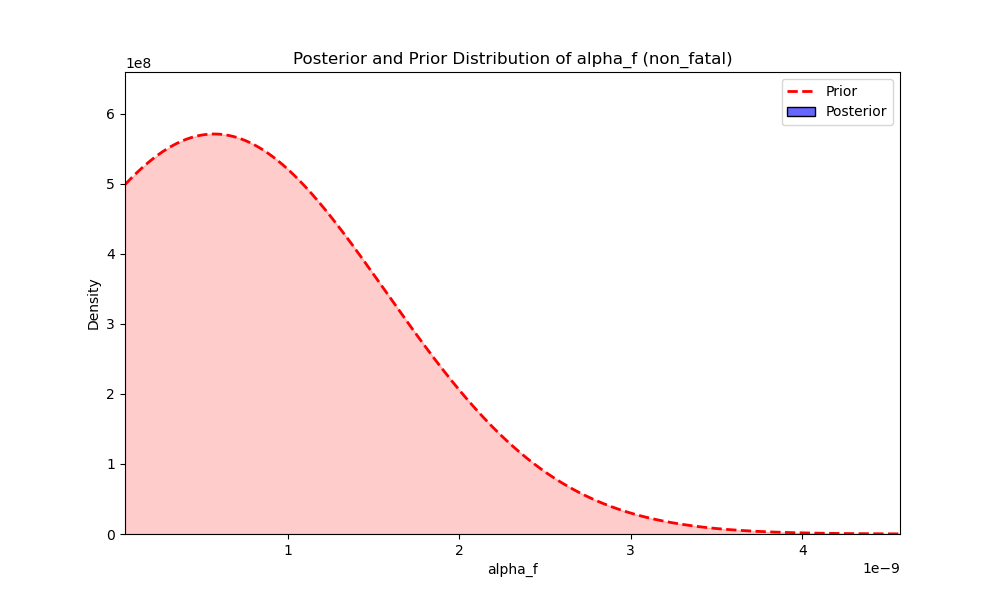 Posterior and Prior Distribution of alpha_f (non_fatal)
1e8
Prior
Posterior
6
5
4
3
2
1
0
Density
1
2
3
4
1e−9
alpha_f